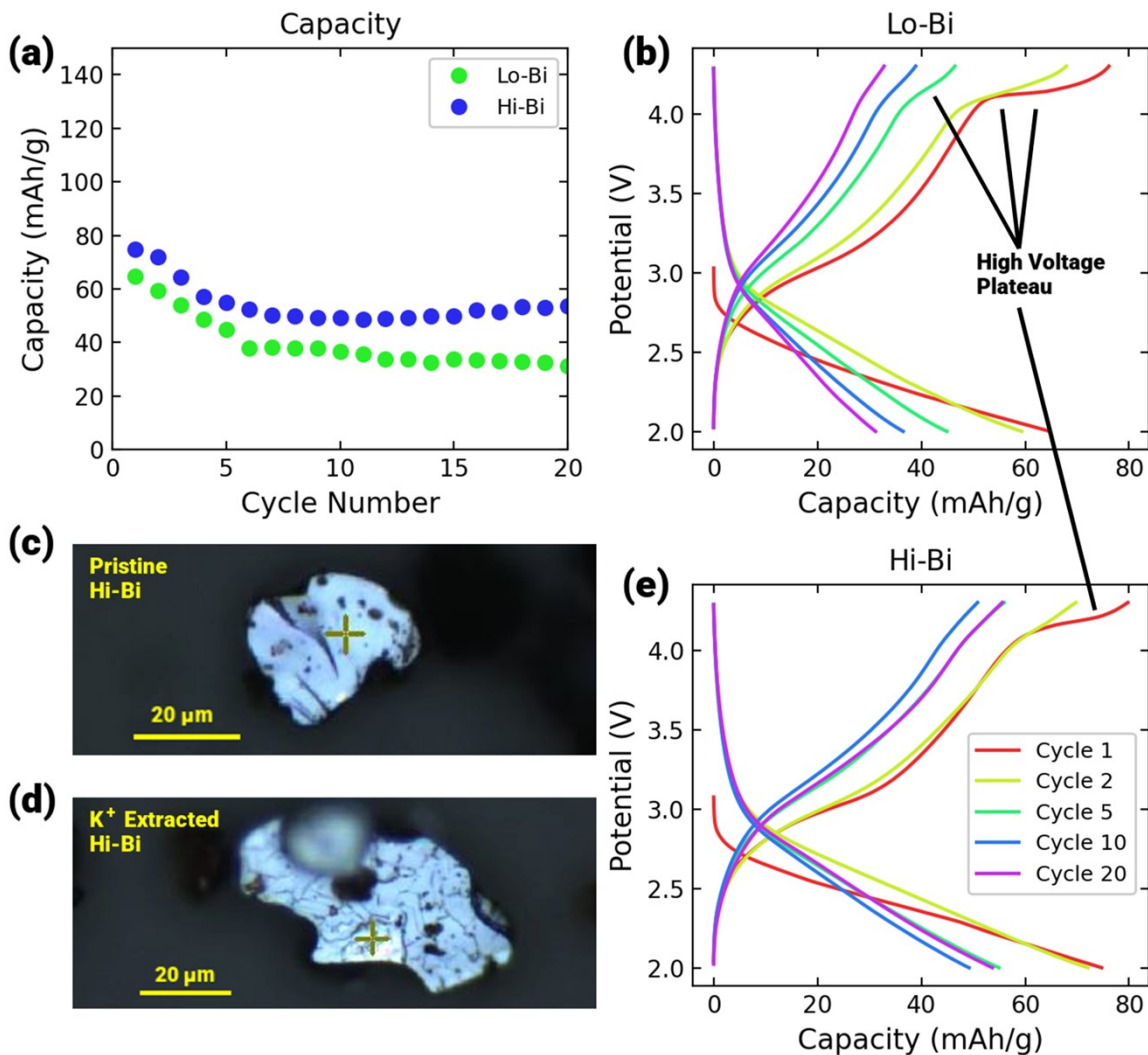 (a)
Capacity
Capacity (mAh/g)
140
120
100
80
60
40
20
0
Lo-Bi
Hi-Bi
0
5
10
15
20
Cycle Number
(b)
Lo-Bi
Potential (V)
4.0
3.5
3.0
2.5
2.0
High Voltage
Plateau
0
20
40
60
80
Capacity (mAh/g)
(c)
Pristine
Hi-Bi
20 µm
(d)
K⁺ Extracted
Hi-Bi
20 µm
(e)
Hi-Bi
Potential (V)
4.0
3.5
3.0
2.5
2.0
Cycle 1
Cycle 2
Cycle 5
Cycle 10
Cycle 20
0
20
40
60
80
Capacity (mAh/g)